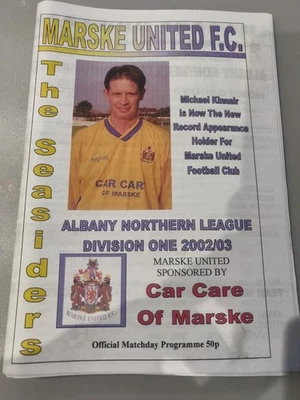 MARSKE UNITED F.C.
The Seasiders
Michael Kinnair
is Now The New
Record Appearance
Holder For
Marske United
Football Club
CAR CARE
OF MARSKE
ALBANY NORTHERN LEAGUE
DIVISION ONE 2002/03
MARSKE UNITED
SPONSORED BY
Car Care
Of Marske
MARSKE UNITED F.C.
Official Matchday Programme 50p